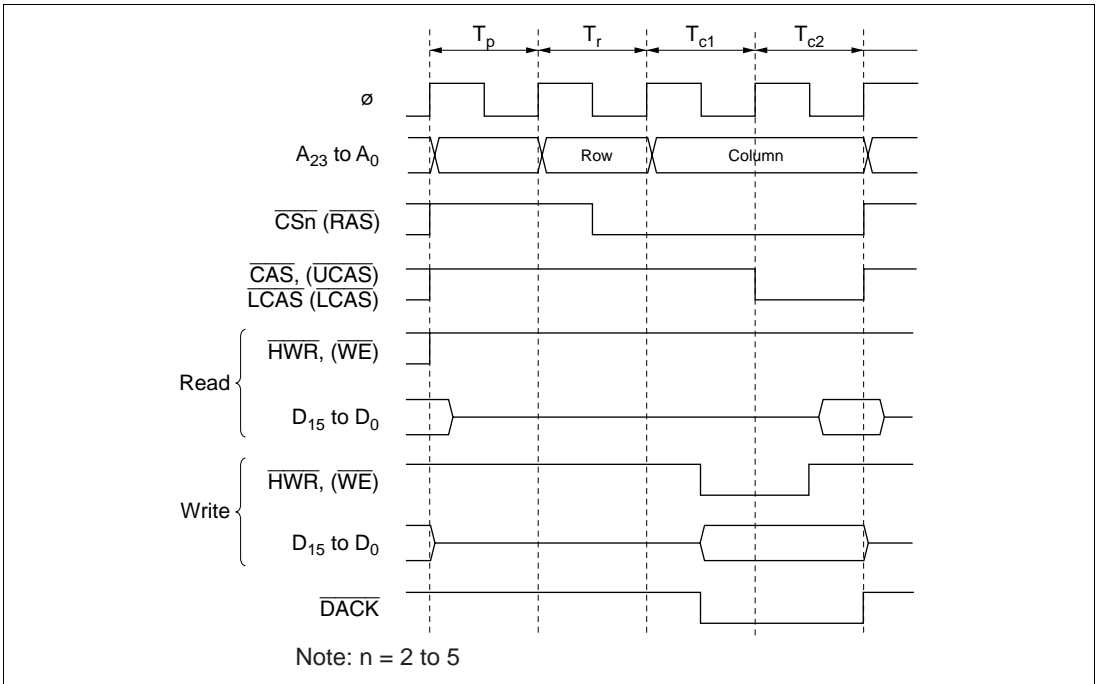 Tp Tr Tc1 Tc2
ø
A23 to A0 Row Column
CSn (RAS)
CAS, (UCAS)
LCAS (LCAS)
Read
HWR, (WE)
D15 to D0
Write
HWR, (WE)
D15 to D0
DACK
Note: n = 2 to 5